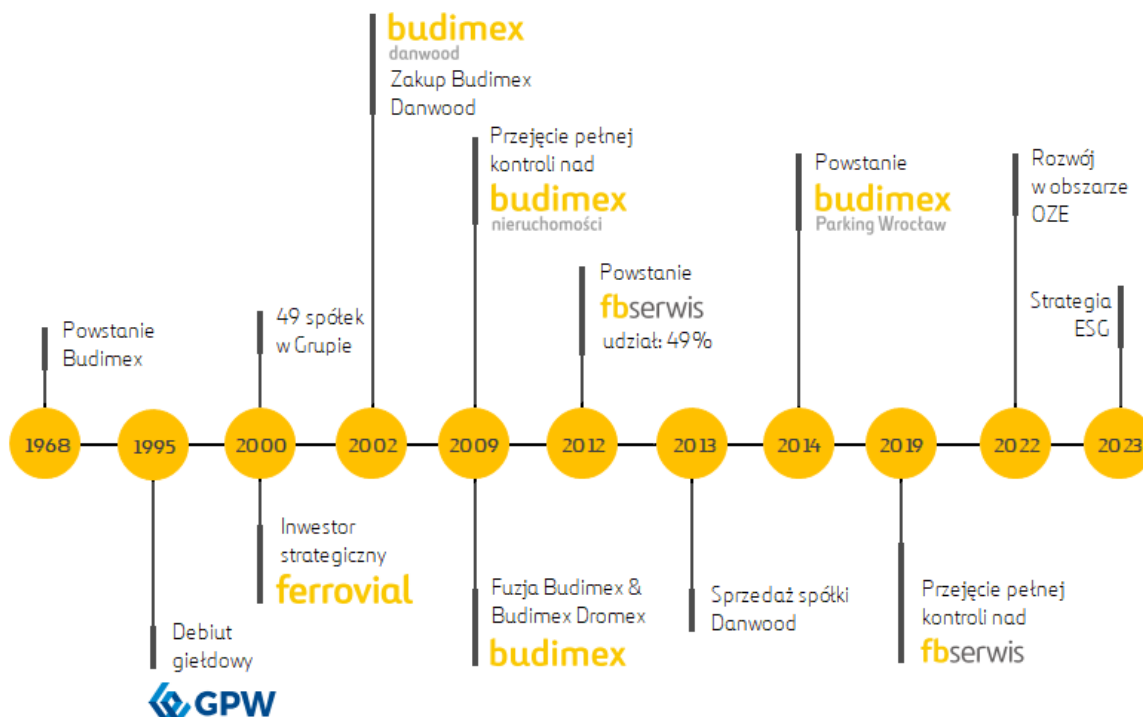 budimex
danwood
Zakup Budimex
Danwood
Przejęcie pełnej
kontroli nad
budimex
nieruchomości
Powstanie
budimex
Parking Wrocław
Rozwój
w obszarze
OZE
Powstanie
fbserwis
udział: 49%
Strategia
ESG
49 spółek
w Grupie
Powstanie
Budimex
1968
1995
2000
2002
2009
2012
2013
2014
2019
2022
2023
Inwestor
strategiczny
ferrovial
Fuzja Budimex &
Budimex Dromex
budimex
Sprzedaż spółki
Danwood
Przejęcie pełnej
kontroli nad
fbserwis
Debiut
giełdowy
GPW